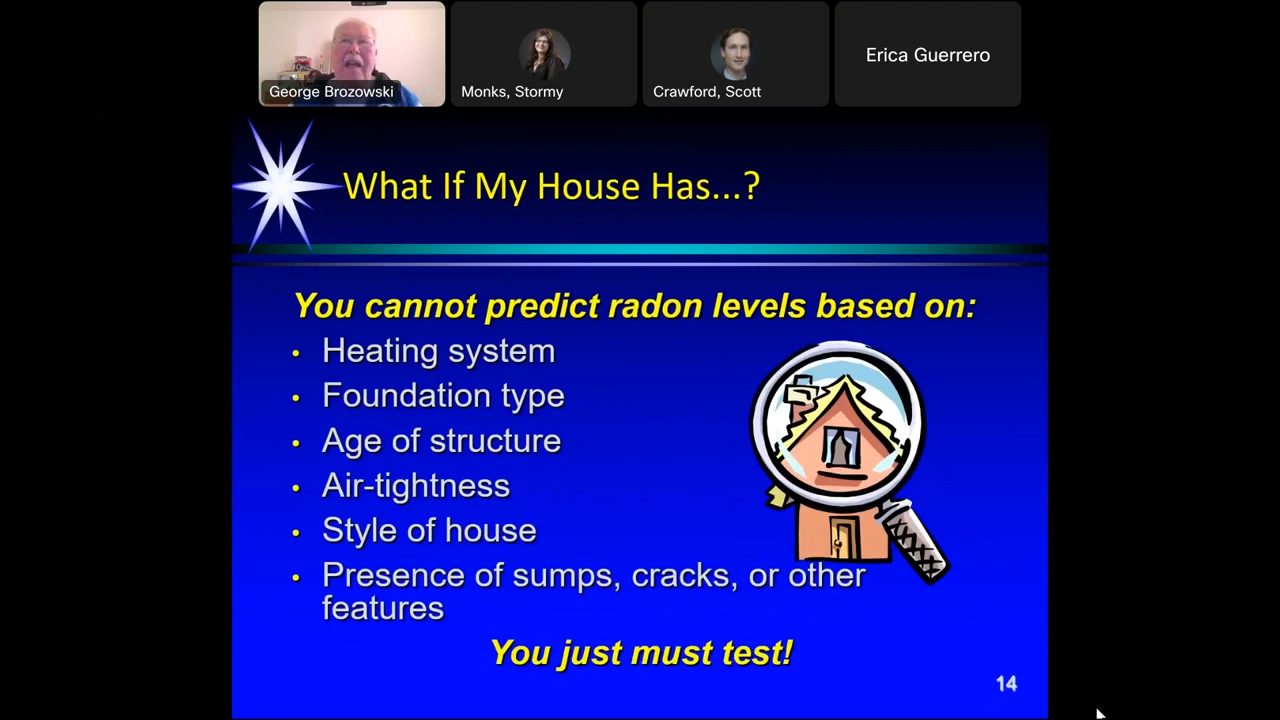 George Brozowski
Monks, Stormy
Crawford, Scott
Erica Guerrero
What If My House Has...?
You cannot predict radon levels based on:
• Heating system
• Foundation type
• Age of structure
• Air-tightness
• Style of house
• Presence of sumps, cracks, or other
features
You just must test!
14